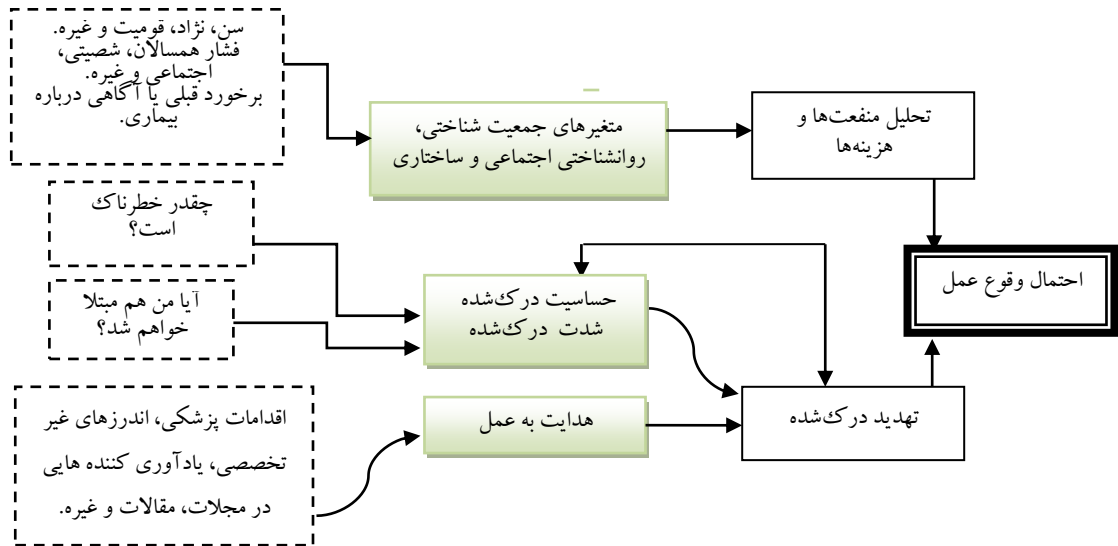 سن، نژاد، قومیت و غیره.
فشار همسالان، شصیتی،
اجتماعی و غیره.
برخورد قبلی یا آگاهی درباره
بیماری.
متغیرهای جمعیت شناختی،
روانشناختی اجتماعی و ساختاری
تحلیل منفعت‌ها و
هزینه‌ها
چقدر خطرناک
است؟
آیا من هم مبتلا
خواهم شد؟
حساسیت درک‌شده
شدت درک‌شده
احتمال وقوع عمل
اقدامات پزشکی، اندرزهای غیر
تخصصی، یادآوری کننده هایی
در مجلات، مقالات و غیره.
هدایت به عمل
تهدید درک‌شده